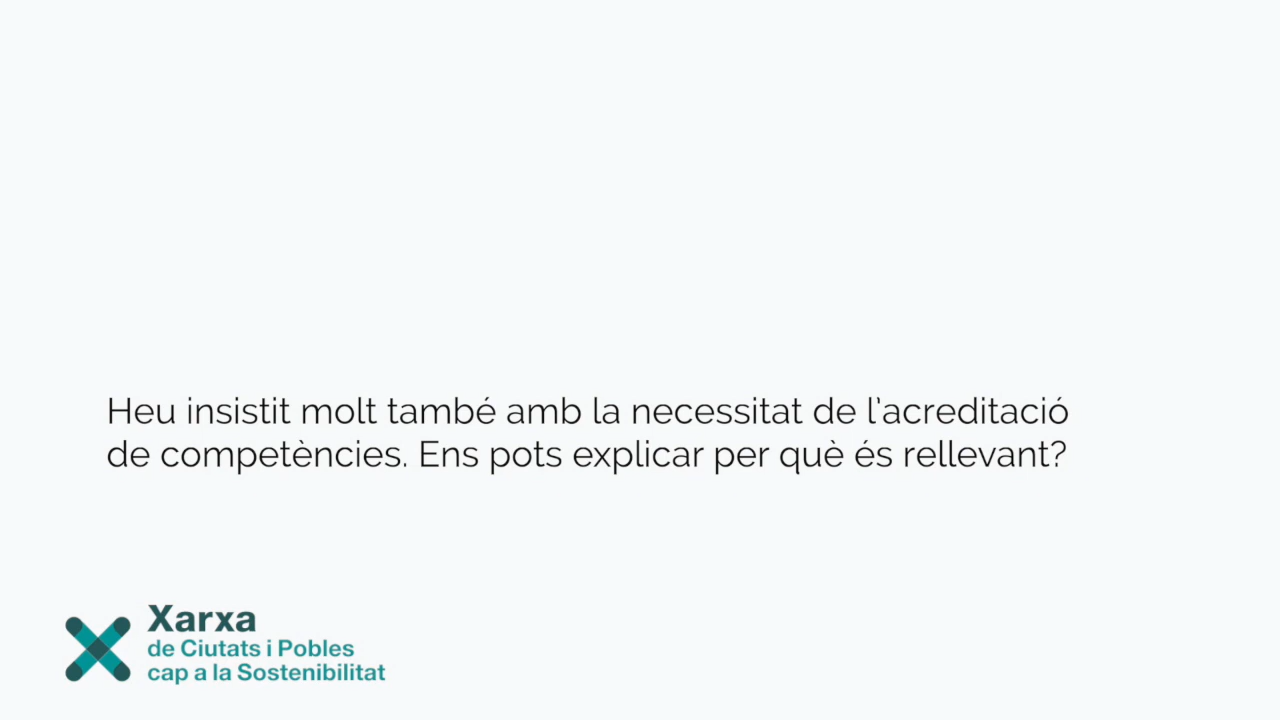 Heu insistit molt també amb la necessitat de l'acreditació
de competències. Ens pots explicar per què és rellevant?
Xarxa
de Ciutats i Pobles
cap a la Sostenibilitat